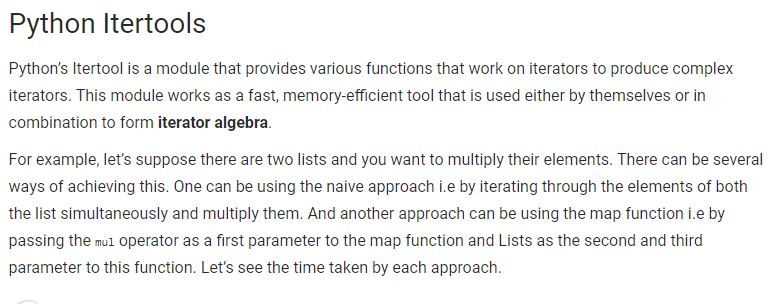 Python Itertools
Python’s Itertool is a module that provides various functions that work on iterators to produce complex
iterators. This module works as a fast, memory-efficient tool that is used either by themselves or in
combination to form iterator algebra.
For example, let’s suppose there are two lists and you want to multiply their elements. There can be several
ways of achieving this. One can be using the naive approach i.e by iterating through the elements of both
the list simultaneously and multiply them. And another approach can be using the map function i.e by
passing the mul operator as a first parameter to the map function and Lists as the second and third
parameter to this function. Let’s see the time taken by each approach.